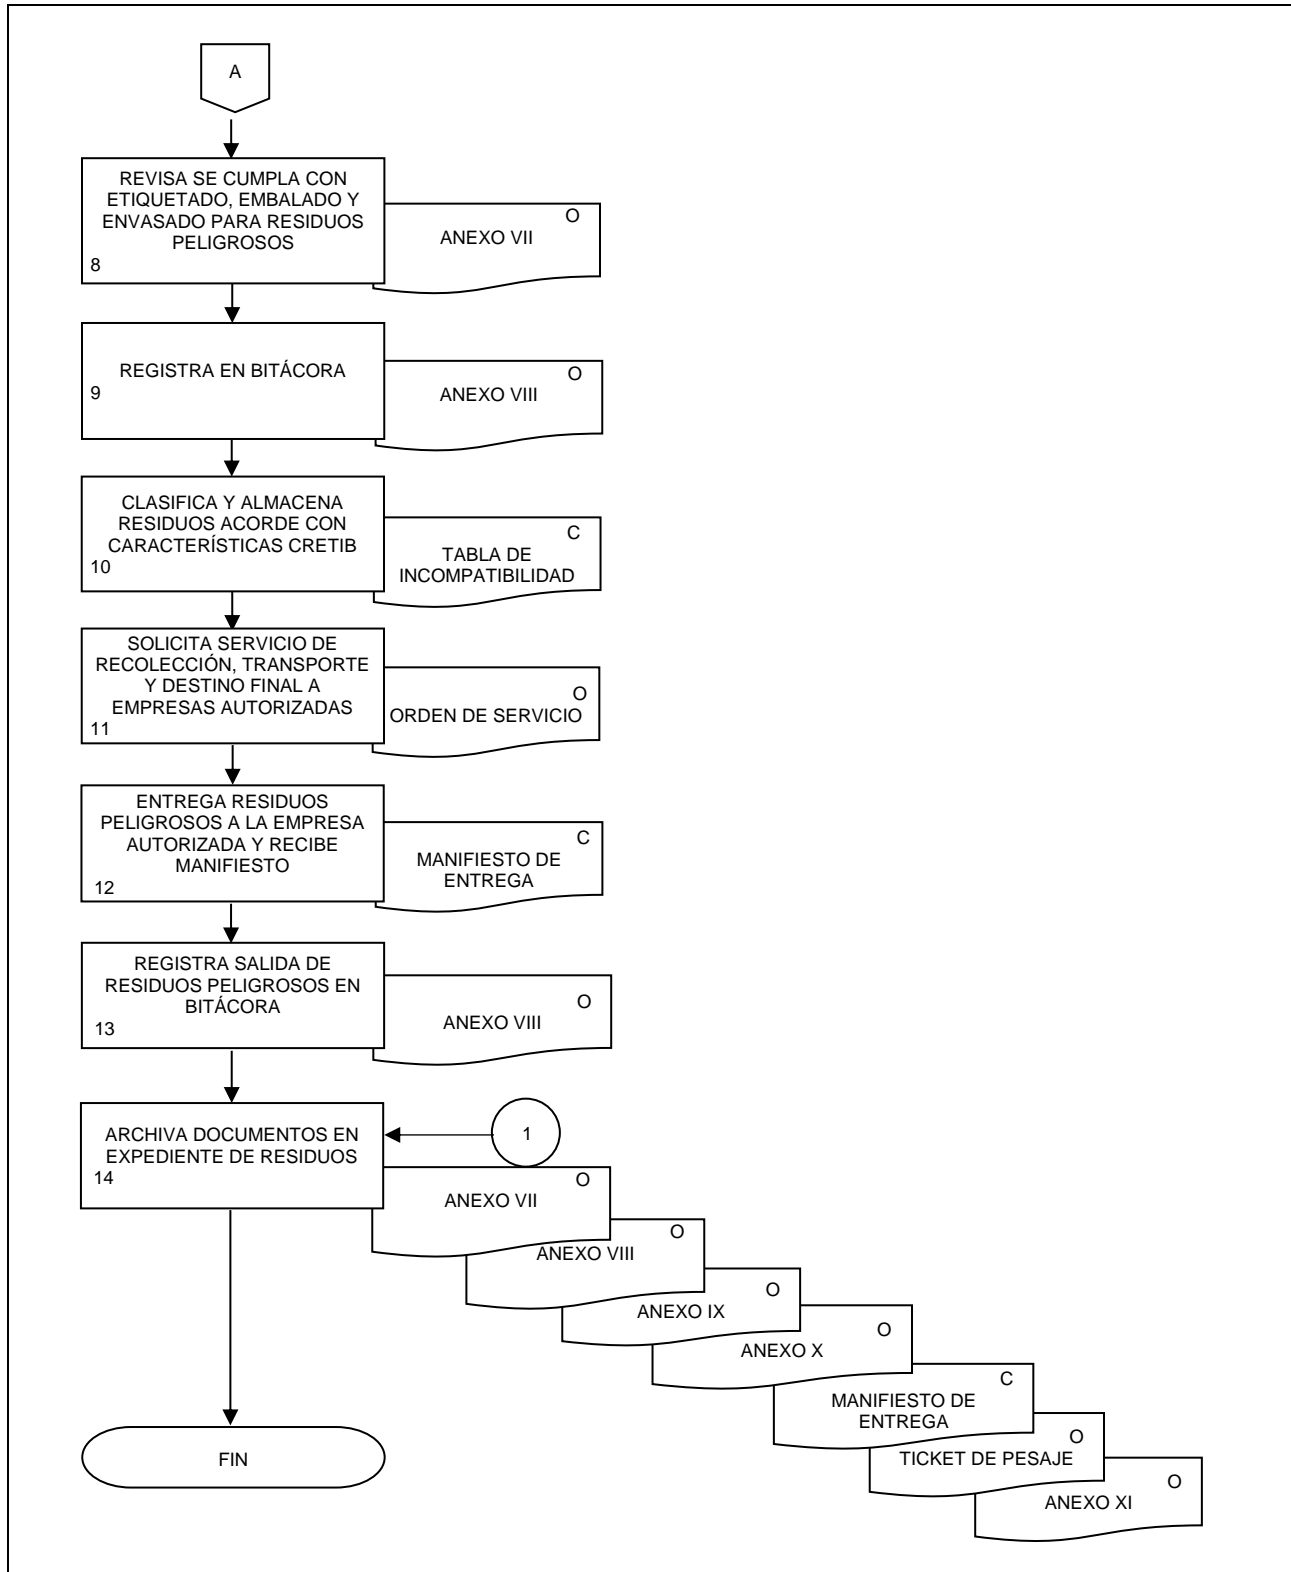 A
REVISA SE CUMPLA CON
ETIQUETADO, EMBALADO Y
ENVASADO PARA RESIDUOS
PELIGROSOS
8
O
ANEXO VII
REGISTRA EN BITÁCORA
9
O
ANEXO VIII
CLASIFICA Y ALMACENA
RESIDUOS ACORDE CON
CARACTERÍSTICAS CRETIB
10
C
TABLA DE
INCOMPATIBILIDAD
SOLICITA SERVICIO DE
RECOLECCIÓN, TRANSPORTE
Y DESTINO FINAL A
EMPRESAS AUTORIZADAS
11
O
ORDEN DE SERVICIO
ENTREGA RESIDUOS
PELIGROSOS A LA EMPRESA
AUTORIZADA Y RECIBE
MANIFIESTO
12
C
MANIFIESTO DE
ENTREGA
REGISTRA SALIDA DE
RESIDUOS PELIGROSOS EN
BITÁCORA
13
O
ANEXO VIII
ARCHIVA DOCUMENTOS EN
EXPEDIENTE DE RESIDUOS
14
1
O
ANEXO VII
O
ANEXO VIII
O
ANEXO IX
O
ANEXO X
C
MANIFIESTO DE
ENTREGA
O
TICKET DE PESAJE
O
ANEXO XI
FIN